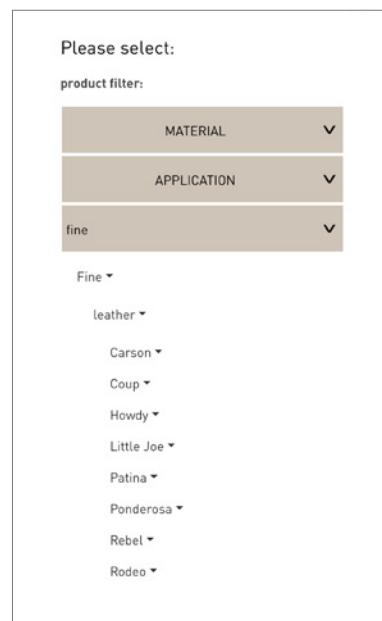 Please select:
product filter:
MATERIAL
APPLICATION
fine
Fine
leather
Carson
Coup
Howdy
Little Joe
Patina
Ponderosa
Rebel
Rodeo